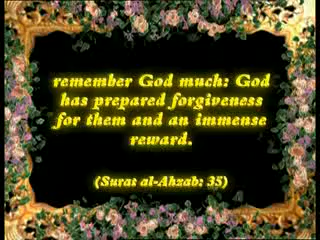 remember God much: God
has prepared forgiveness
for them and an immense
reward.
(Surat al-Ahzab: 35)